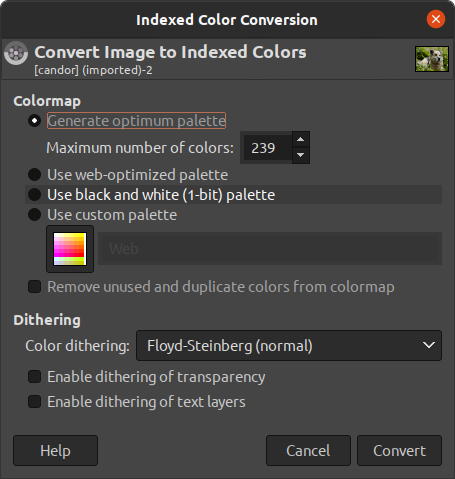 Indexed Color Conversion
Convert Image to Indexed Colors
[candor] (imported)-2
Colormap
Generate optimum palette
Maximum number of colors: 239
Use web-optimized palette
Use black and white (1-bit) palette
Use custom palette
Web
Remove unused and duplicate colors from colormap
Dithering
Color dithering: Floyd-Steinberg (normal)
Enable dithering of transparency
Enable dithering of text layers
Help Cancel Convert